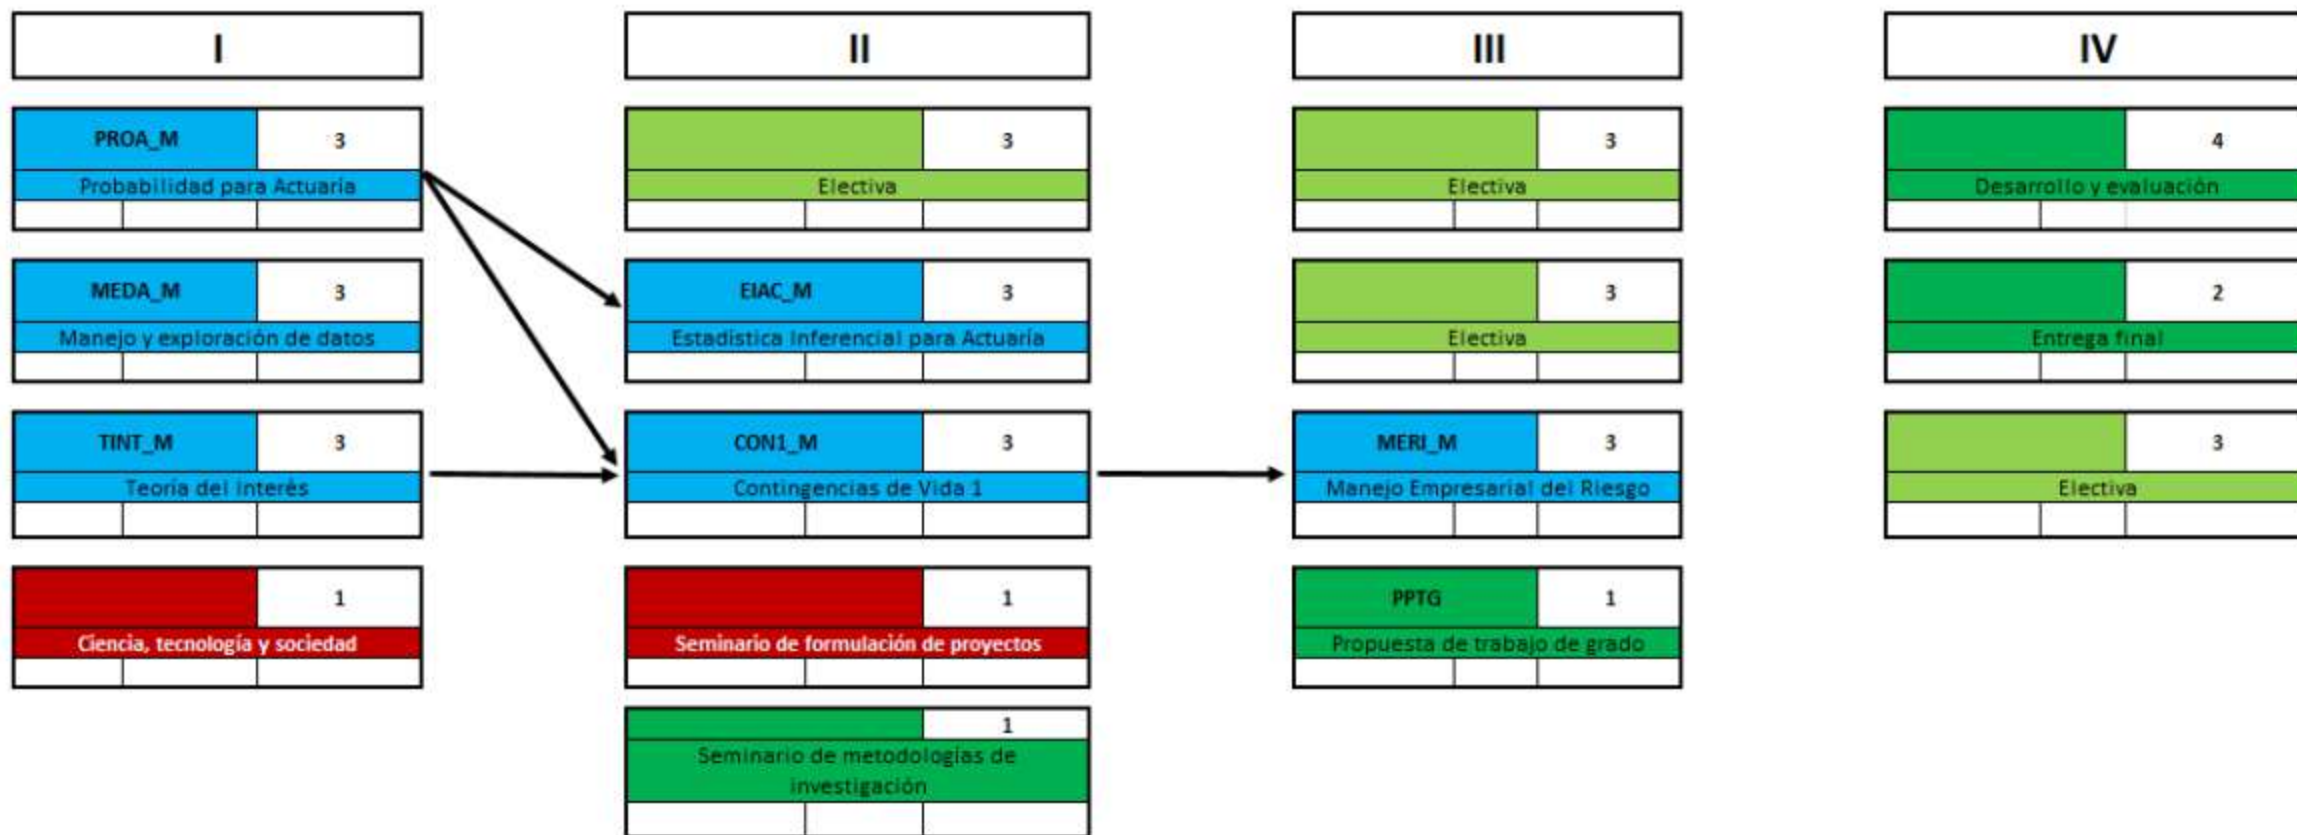 I
II
III
IV
PROA_M 3
Probabilidad para Actuaría
3
Electiva
3
Electiva
4
Desarrollo y evaluación
MEDA_M 3
Manejo y exploración de datos
EIAC_M 3
Estadística Inferencial para Actuaría
3
Electiva
2
Entrega final
TINT_M 3
Teoría del Interés
CON1_M 3
Contingencias de Vida 1
MERI_M 3
Manejo Empresarial del Riesgo
3
Electiva
1
Ciencia, tecnología y sociedad
1
Seminario de formulación de proyectos
PPTG 1
Propuesta de trabajo de grado
1
Seminario de metodologías de
investigación